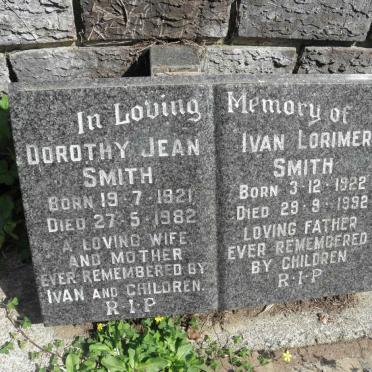 In Loving Memory of
DOROTHY JEAN
SMITH
BORN 19·7·1921
DIED 27·5·1982
A LOVING WIFE
AND MOTHER
EVER REMEMBERED BY
IVAN AND CHILDREN.
R·I·P
IVAN LORIMER
SMITH
BORN 3·12·1922
DIED 29·9·1992
LOVING FATHER
EVER REMEMBERED
BY CHILDREN
R·I·P